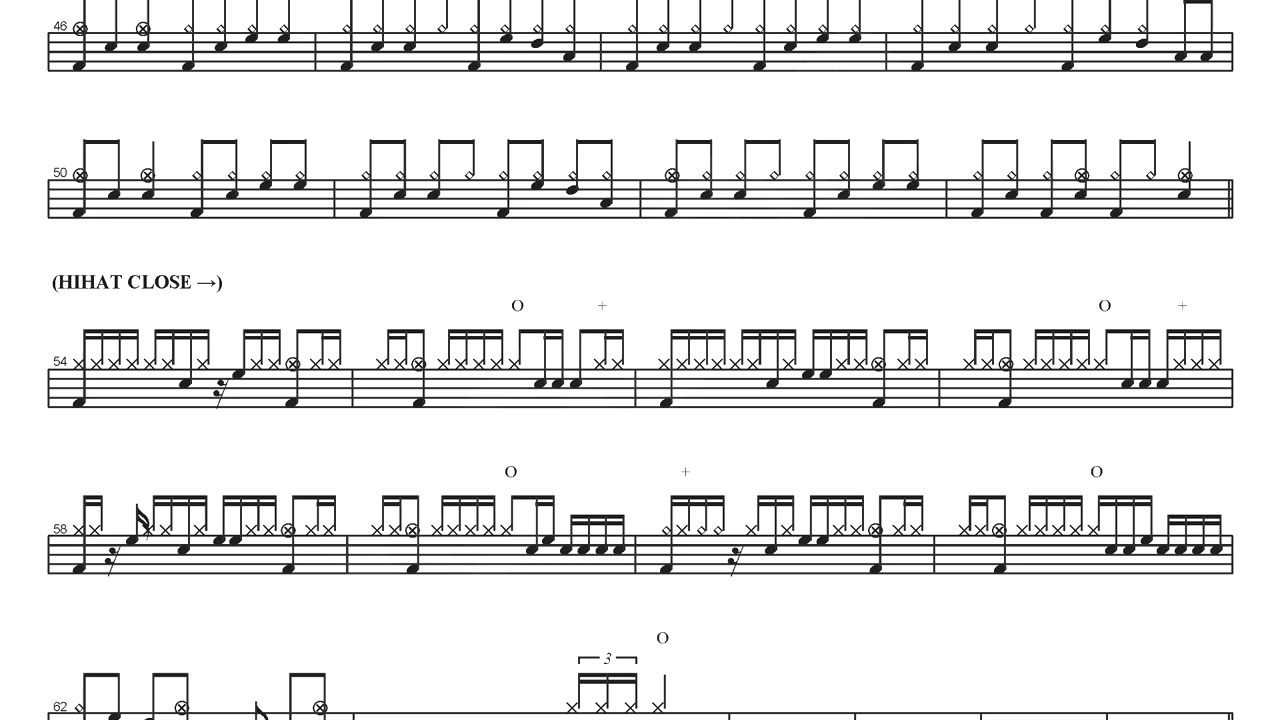 46
50
(HIHAT CLOSE →)
O +
O +
54
O + O
58
O
3
62